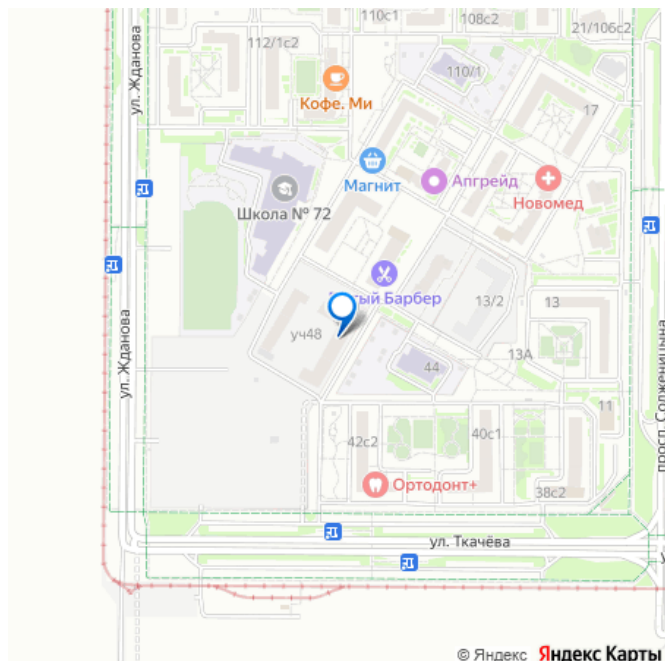 110с1
108с2
21/106с2
112/1с2
110/1
ул. Жданова
Кофе. Ми
17
Магнит
Апгрейд
Новомед
Школа № 72
Барбер
13/2
13
уч48
ул. Жданова
13А
44
просп. Солженицына
11
42с2
40с1
Ортодонт+
38с2
ул. Ткачёва
© Яндекс Яндекс Карты